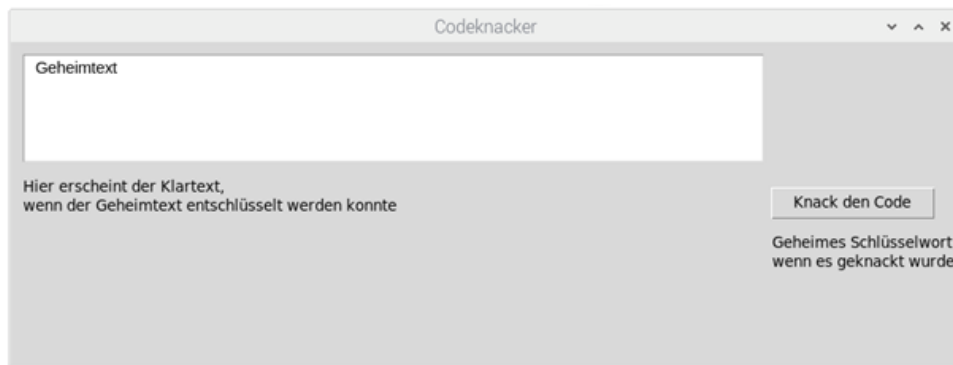 Codeknacker
Geheimtext
Hier erscheint der Klartext,
wenn der Geheimtext entschlüsselt werden konnte
Knack den Code
Geheimes Schlüsselwort
wenn es geknackt wurde